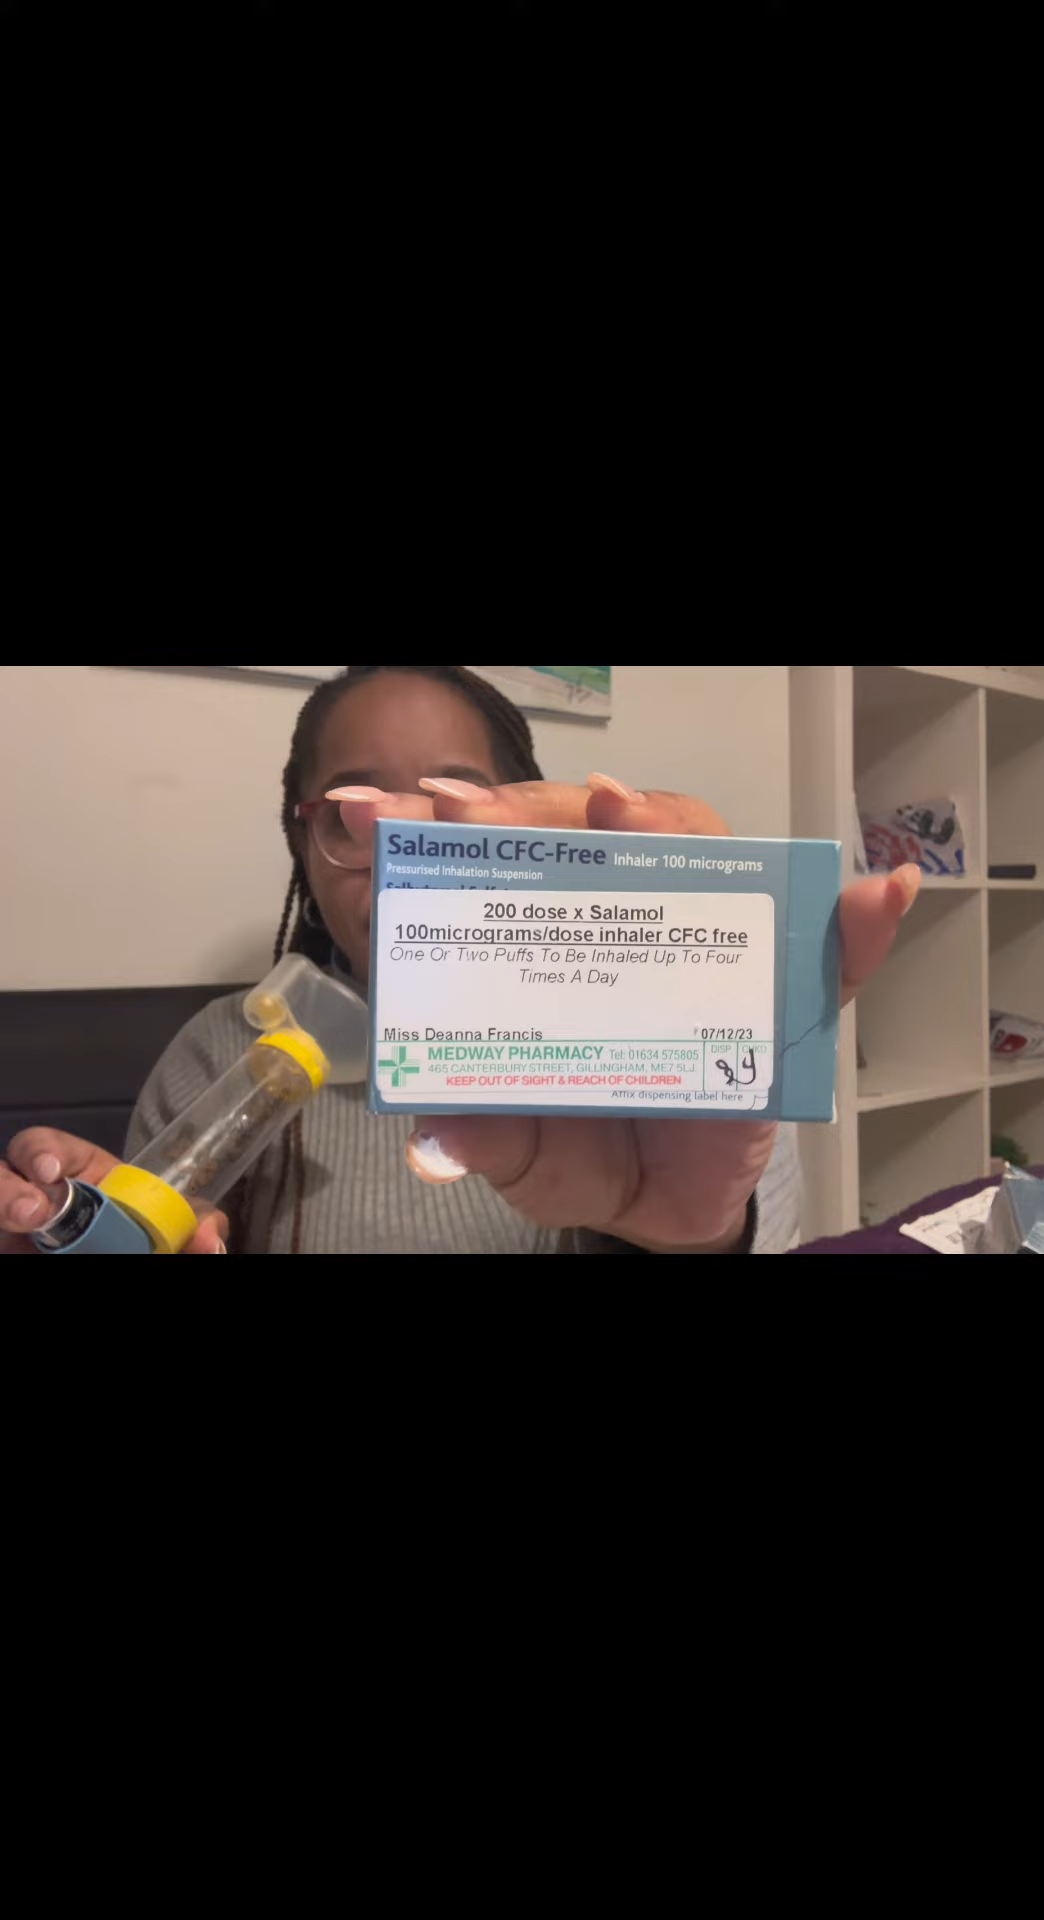 Salamol CFC-Free Inhaler 100 micrograms
Pressurised Inhalation Suspension
200 dose x Salamol
100micrograms/dose inhaler CFC free
One Or Two Puffs To Be Inhaled Up To Four
Times A Day
Miss Deanna Francis 07/12/23
MEDWAY PHARMACY Tel: 01634 575805
465 CANTERBURY STREET, GILLINGHAM, ME7 5LJ.
KEEP OUT OF SIGHT & REACH OF CHILDREN
DISP CHKD
Affix dispensing label here